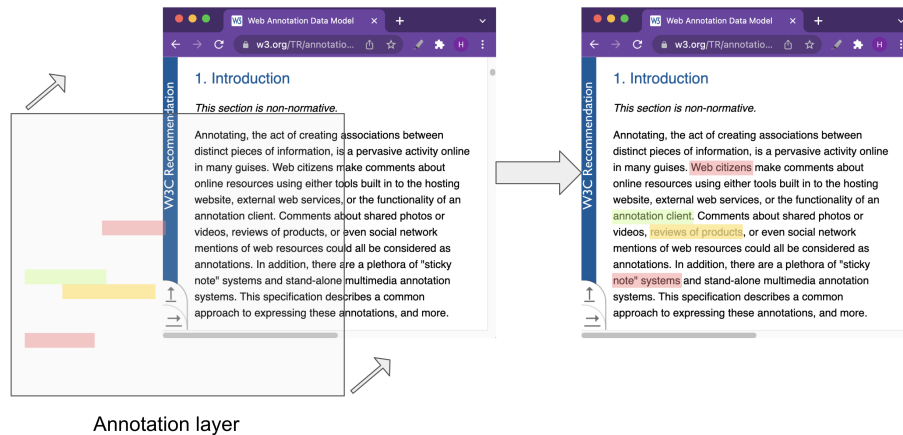 W3 Web Annotation Data Model
w3.org/TR/annotatio...
H
W3C Recommendation
1. Introduction
This section is non-normative.
Annotating, the act of creating associations between
distinct pieces of information, is a pervasive activity online
in many guises. Web citizens make comments about
online resources using either tools built in to the hosting
website, external web services, or the functionality of an
annotation client. Comments about shared photos or
videos, reviews of products, or even social network
mentions of web resources could all be considered as
annotations. In addition, there are a plethora of "sticky
note" systems and stand-alone multimedia annotation
systems. This specification describes a common
approach to expressing these annotations, and more.
Annotation layer
W3 Web Annotation Data Model
w3.org/TR/annotatio...
H
W3C Recommendation
1. Introduction
This section is non-normative.
Annotating, the act of creating associations between
distinct pieces of information, is a pervasive activity online
in many guises. Web citizens make comments about
online resources using either tools built in to the hosting
website, external web services, or the functionality of an
annotation client. Comments about shared photos or
videos, reviews of products, or even social network
mentions of web resources could all be considered as
annotations. In addition, there are a plethora of "sticky
note" systems and stand-alone multimedia annotation
systems. This specification describes a common
approach to expressing these annotations, and more.